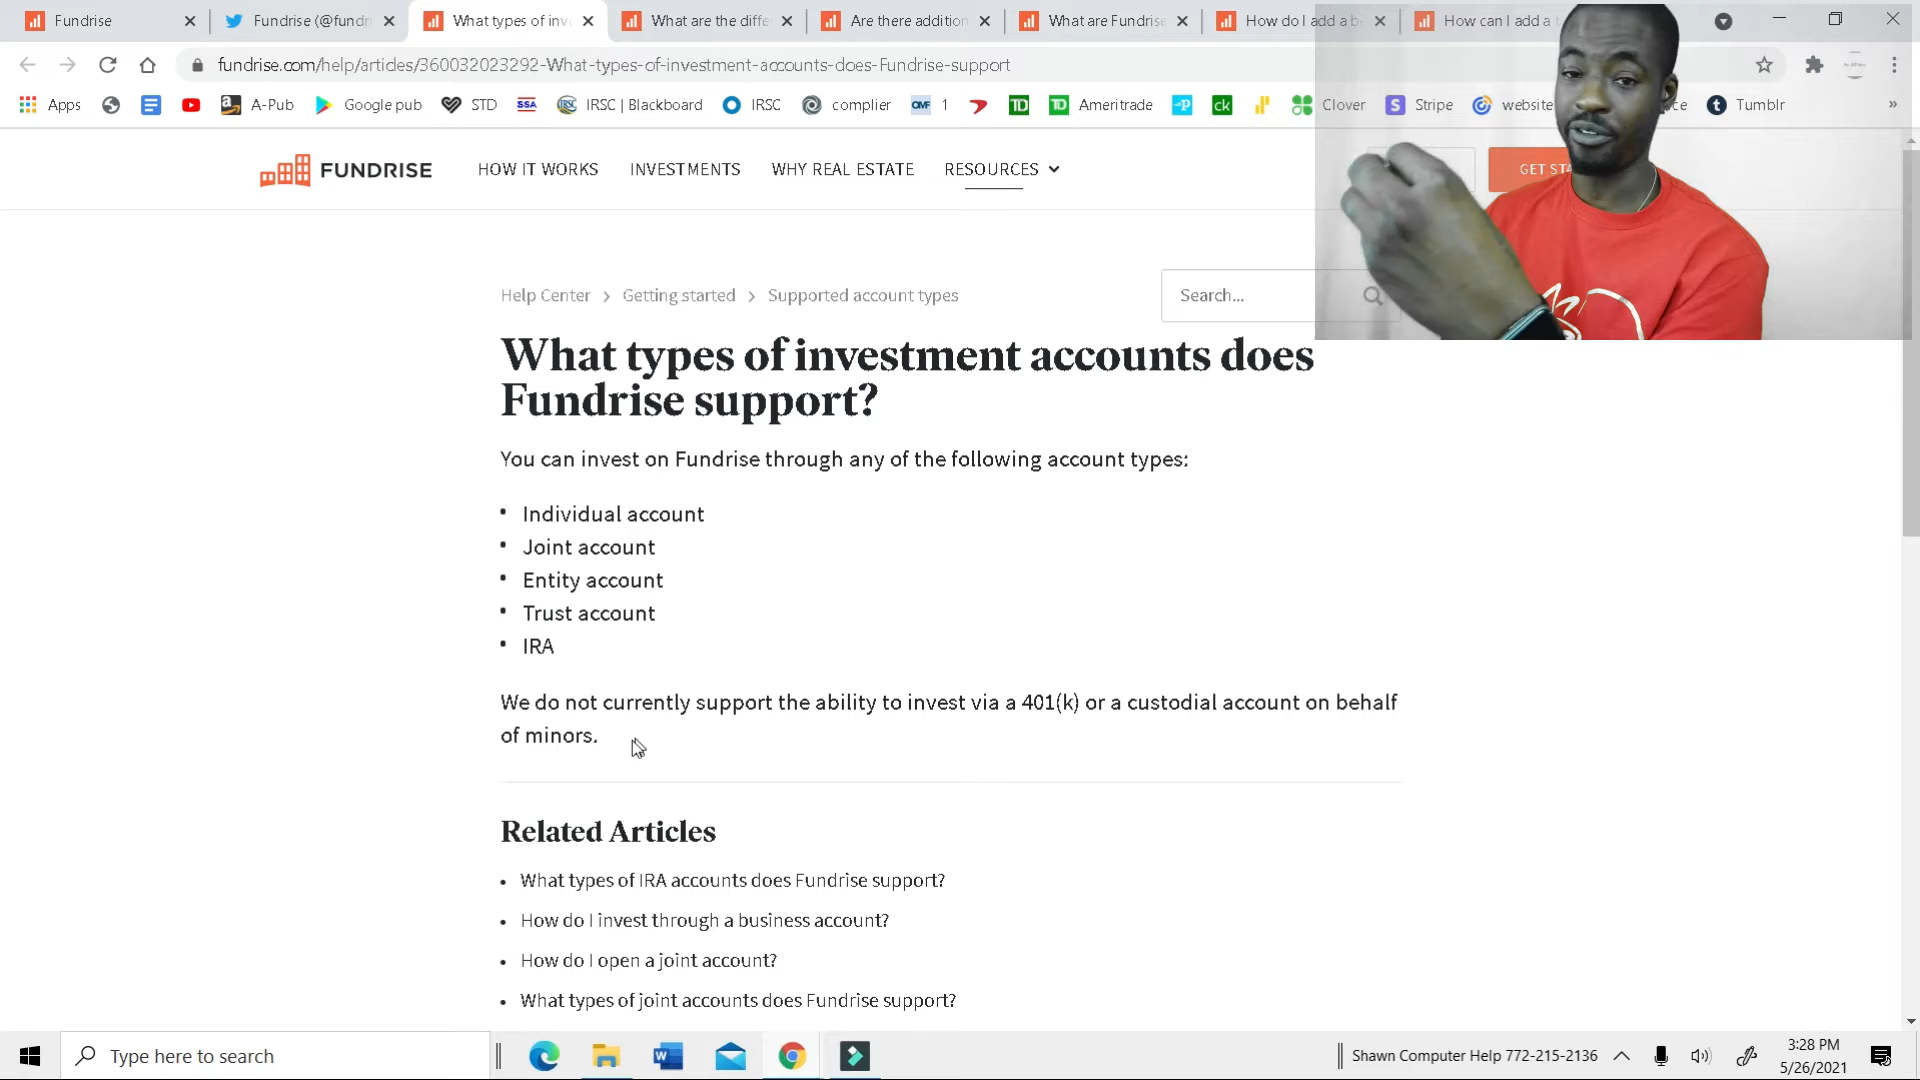 Fundrise
Fundrise (@fundr
What types of inv
What are the diffe
Are there addition
What are Fundrise
How do I add a b
How can I add a
fundrise.com/help/articles/360032023292-What-types-of-investment-accounts-does-Fundrise-support
Apps
A-Pub
Google pub
STD
SSA
IRSC | Blackboard
IRSC
complier
OMF 1
TD
TD Ameritrade
ck
Clover
S Stripe
website
Tumblr
FUNDRISE
HOW IT WORKS
INVESTMENTS
WHY REAL ESTATE
RESOURCES
GET STA
Help Center > Getting started > Supported account types
Search...
What types of investment accounts does
Fundrise support?
You can invest on Fundrise through any of the following account types:
• Individual account
• Joint account
• Entity account
• Trust account
• IRA
We do not currently support the ability to invest via a 401(k) or a custodial account on behalf
of minors.
Related Articles
• What types of IRA accounts does Fundrise support?
• How do I invest through a business account?
• How do I open a joint account?
• What types of joint accounts does Fundrise support?
Type here to search
Shawn Computer Help 772-215-2136
3:28 PM
5/26/2021